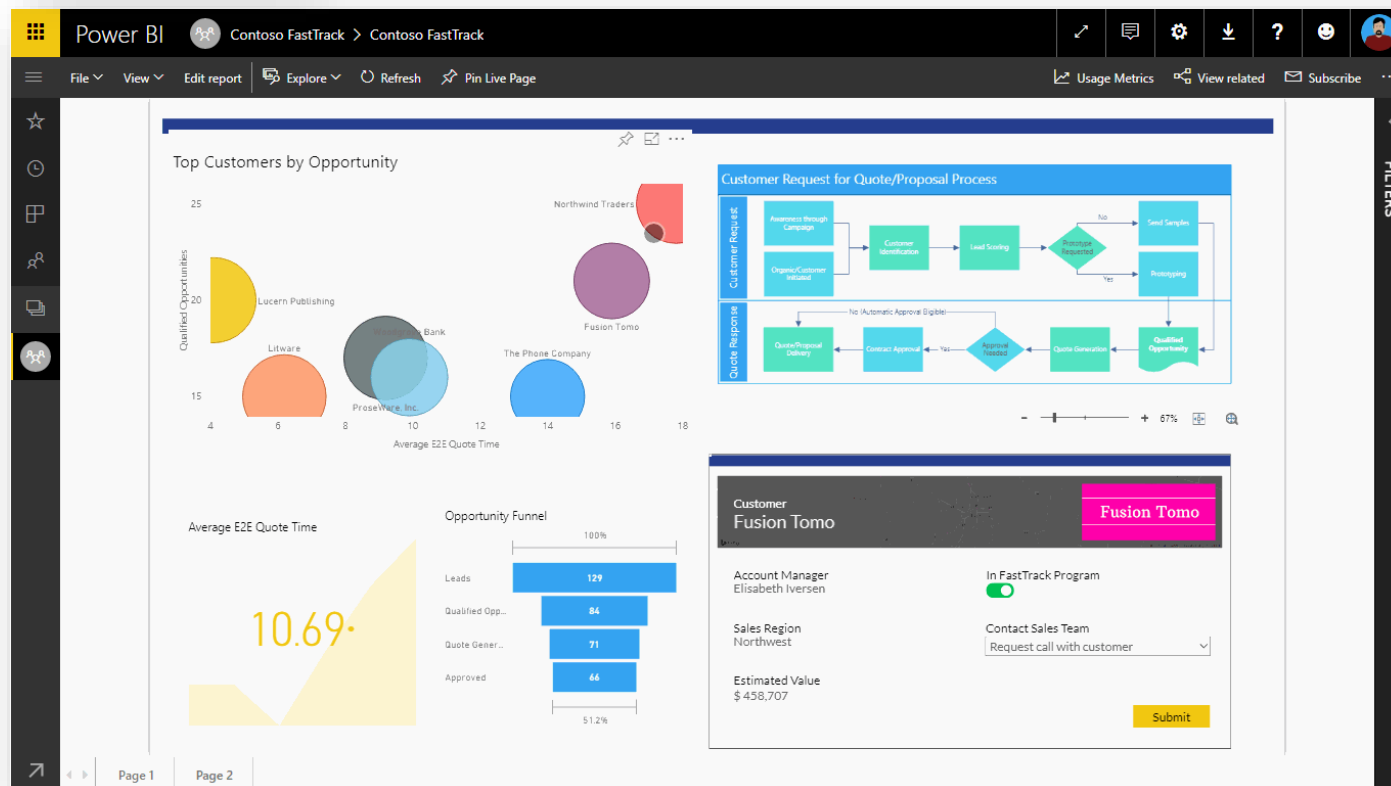 Power BI
Contoso FastTrack > Contoso FastTrack
?
File
View
Edit report
Explore
Refresh
Pin Live Page
Usage Metrics
View related
Subscribe
FILTERS
Top Customers by Opportunity
Qualified Opportunities
25
20
15
Northwind Traders
Lucern Publishing
Fusion Tomo
Bank
Litware
The Phone Company
ProseWare, Inc.
4 6 8 10 12 14 16 18
Average E2E Quote Time
Customer Request for Quote/Proposal Process
Customer Request
Awareness through
Campaign
Organic/Customer
Initiated
Customer
Identification
Lead Scoring
Prototype
Requested
No
Yes
Send Samples
Prototyping
Quote Response
No (Automatic Approval Eligible)
Quote/Proposal
Delivery
Contract Approval
Yes
Approval
Needed
Quote Generation
Qualified
Opportunity
- + 67%
Average E2E Quote Time
10.69
Opportunity Funnel
100%
Leads 129
Qualified Opp... 84
Quote Gener... 71
Approved 66
51.2%
Customer
Fusion Tomo
Fusion Tomo
Account Manager
Elisabeth Iversen
In FastTrack Program
Sales Region
Northwest
Contact Sales Team
Request call with customer
Estimated Value
$ 458,707
Submit
Page 1
Page 2